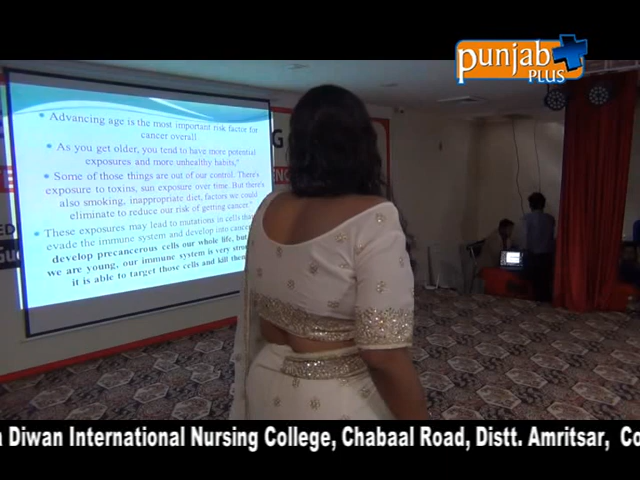 punjab
PLUS
Advancing age is the most important risk factor for
cancer overall
As you get older, you tend to have more potential
exposures and more unhealthy habits,"
Some of those things are out of our control. There's
exposure to toxins, sun exposure over time. But there's
also smoking, inappropriate diet, factors we could
eliminate to reduce our risk of getting cancer."
These exposures may lead to mutations in cells that
evade the immune system and develop into
develop precancerous cells our whole life, but
we are young, our immune system is very
it is able to target those cells and kill
Diwan International Nursing College, Chabaal Road, Distt. Amritsar,